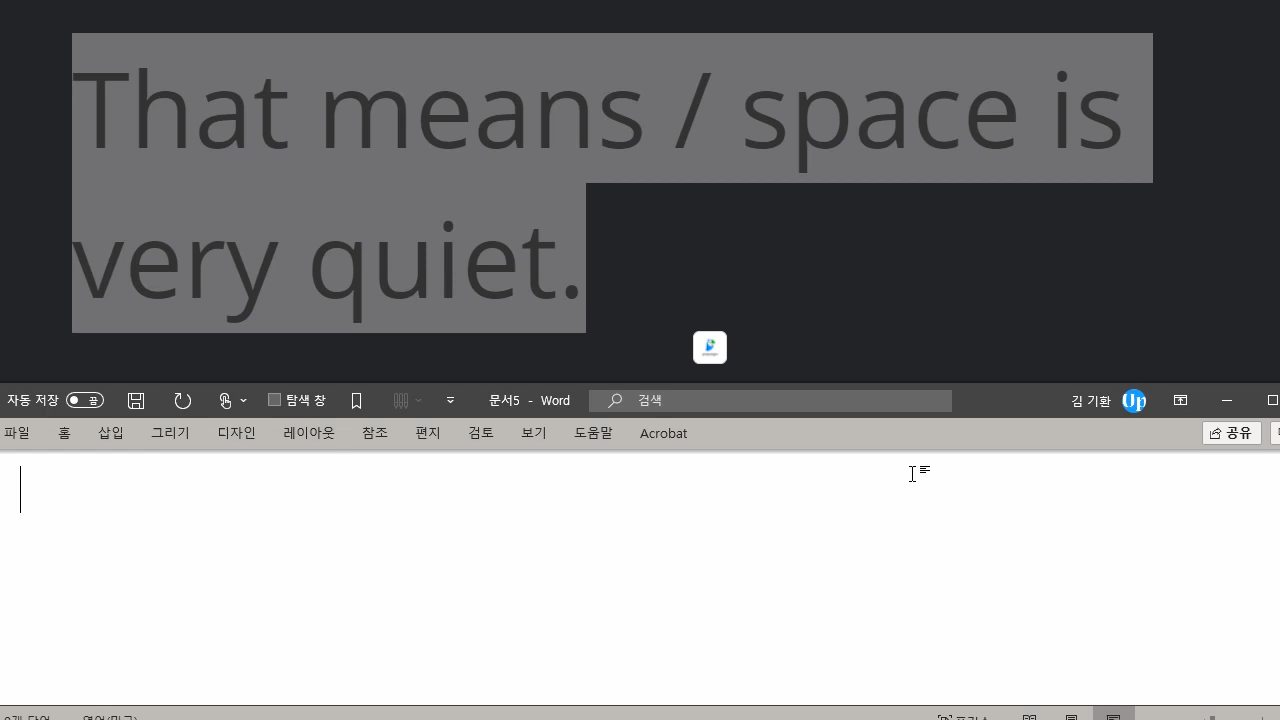 That means / space is
very quiet.
자동 저장 끔 탐색 창 문서5 - Word 검색 김 기환 Up
파일 홈 삽입 그리기 디자인 레이아웃 참조 편지 검토 보기 도움말 Acrobat 공유